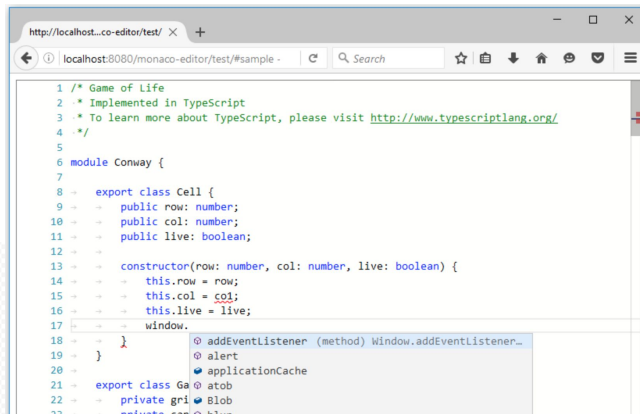 http://localhost...co-editor/test/
localhost:8080/monaco-editor/test/#sample -
Search
1 /* Game of Life
2 * Implemented in TypeScript
3 * To learn more about TypeScript, please visit http://www.typescriptlang.org/
4 */
5
6 module Conway {
7
8 export class Cell {
9 public row: number;
10 public col: number;
11 public live: boolean;
12
13 constructor(row: number, col: number, live: boolean) {
14 this.row = row;
15 this.col = co1;
16 this.live = live;
17 window.
18 }
addEventListener (method) Window.addEventListener…
19 }
alert
20
applicationCache
21 export class Ga
atob
22 private gri
Blob